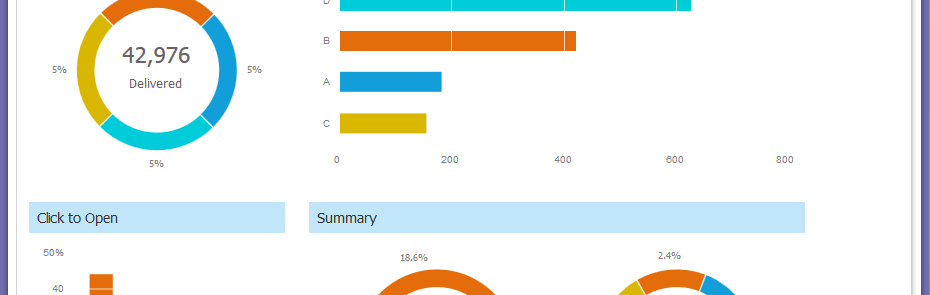 D
B
42,976
5%
5%
Delivered
A
C
5%
0 200 400 600 800
Click to Open
Summary
50%
18.6%
2.4%
40